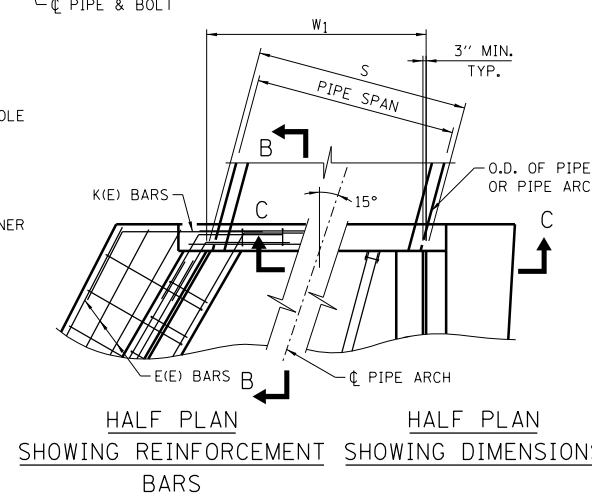 ℄ PIPE & BOLT
W1
3" MIN.
TYP.
S
PIPE SPAN
OLE
B
O.D. OF PIPE
OR PIPE ARC
K(E) BARS
15°
C
C
NER
E(E) BARS
B
℄ PIPE ARCH
HALF PLAN
SHOWING REINFORCEMENT
BARS
HALF PLAN
SHOWING DIMENSIONS